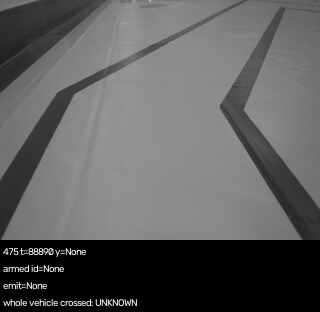 475 t=88890 y=None
armed id=None
emit=None
whole vehicle crossed: UNKNOWN